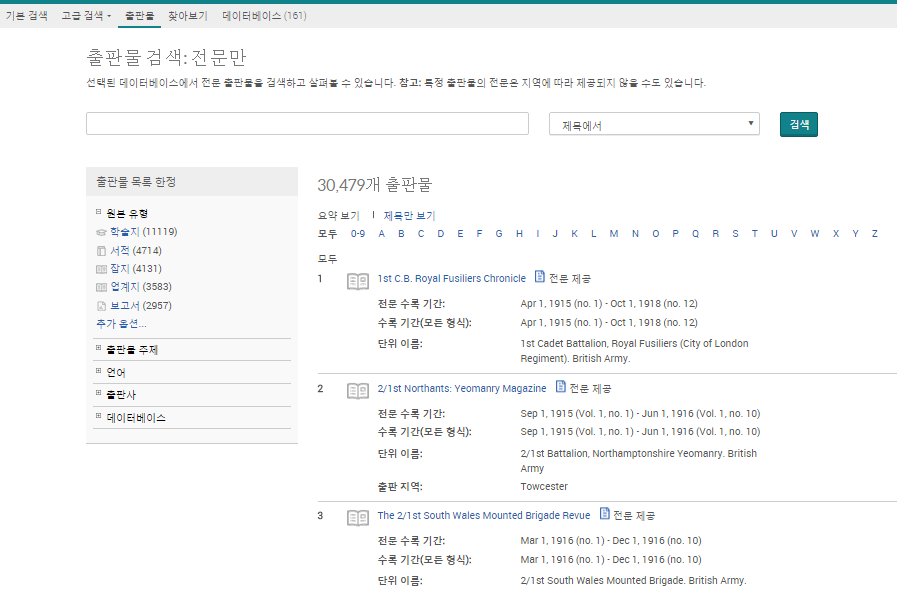 기본 검색 고급 검색 출판물 찾아보기 데이터베이스 (161)
출판물 검색: 전문만
선택된 데이터베이스에서 전문 출판물을 검색하고 살펴볼 수 있습니다. 참고: 특정 출판물의 전문은 지역에 따라 제공되지 않을 수도 있습니다.
제목에서 검색
출판물 목록 한정
원본 유형
학술지 (11119)
서적 (4714)
잡지 (4131)
업계지 (3583)
보고서 (2957)
추가 옵션...
출판물 주제
언어
출판사
데이터베이스
30,479개 출판물
요약 보기 | 제목만 보기
모두 0-9 A B C D E F G H I J K L M N O P Q R S T U V W X Y Z
모두
1 1st C.B. Royal Fusiliers Chronicle 전문 제공
전문 수록 기간: Apr 1, 1915 (no. 1) - Oct 1, 1918 (no. 12)
수록 기간(모든 형식): Apr 1, 1915 (no. 1) - Oct 1, 1918 (no. 12)
단위 이름: 1st Cadet Battalion, Royal Fusiliers (City of London
Regiment). British Army.
2 2/1st Northants: Yeomanry Magazine 전문 제공
전문 수록 기간: Sep 1, 1915 (Vol. 1, no. 1) - Jun 1, 1916 (Vol. 1, no. 10)
수록 기간(모든 형식): Sep 1, 1915 (Vol. 1, no. 1) - Jun 1, 1916 (Vol. 1, no. 10)
단위 이름: 2/1st Battalion, Northamptonshire Yeomanry. British
Army
출판 지역: Towcester
3 The 2/1st South Wales Mounted Brigade Revue 전문 제공
전문 수록 기간: Mar 1, 1916 (no. 1) - Dec 1, 1916 (no. 10)
수록 기간(모든 형식): Mar 1, 1916 (no. 1) - Dec 1, 1916 (no. 10)
단위 이름: 2/1st South Wales Mounted Brigade. British Army.